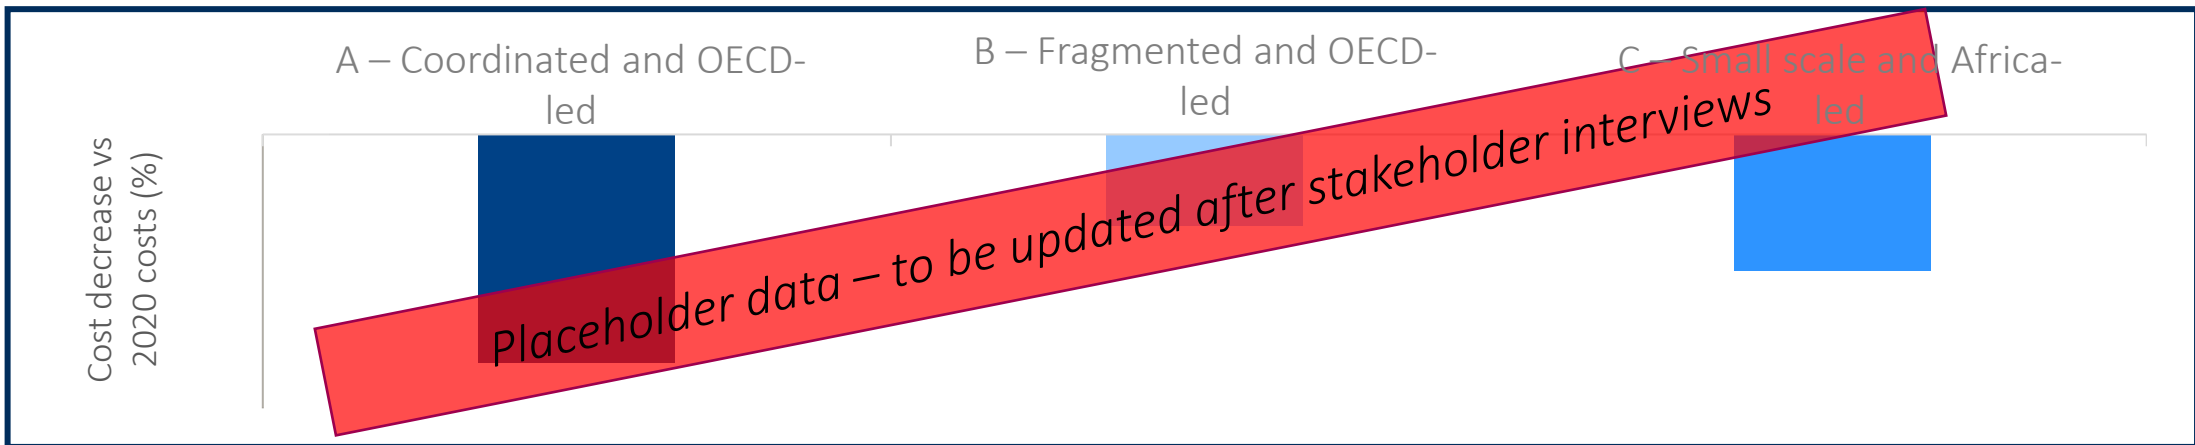 A – Coordinated and OECD-
led
B – Fragmented and OECD-
led
C – Small scale and Africa-
led
Cost decrease vs
2020 costs (%)
Placeholder data – to be updated after stakeholder interviews